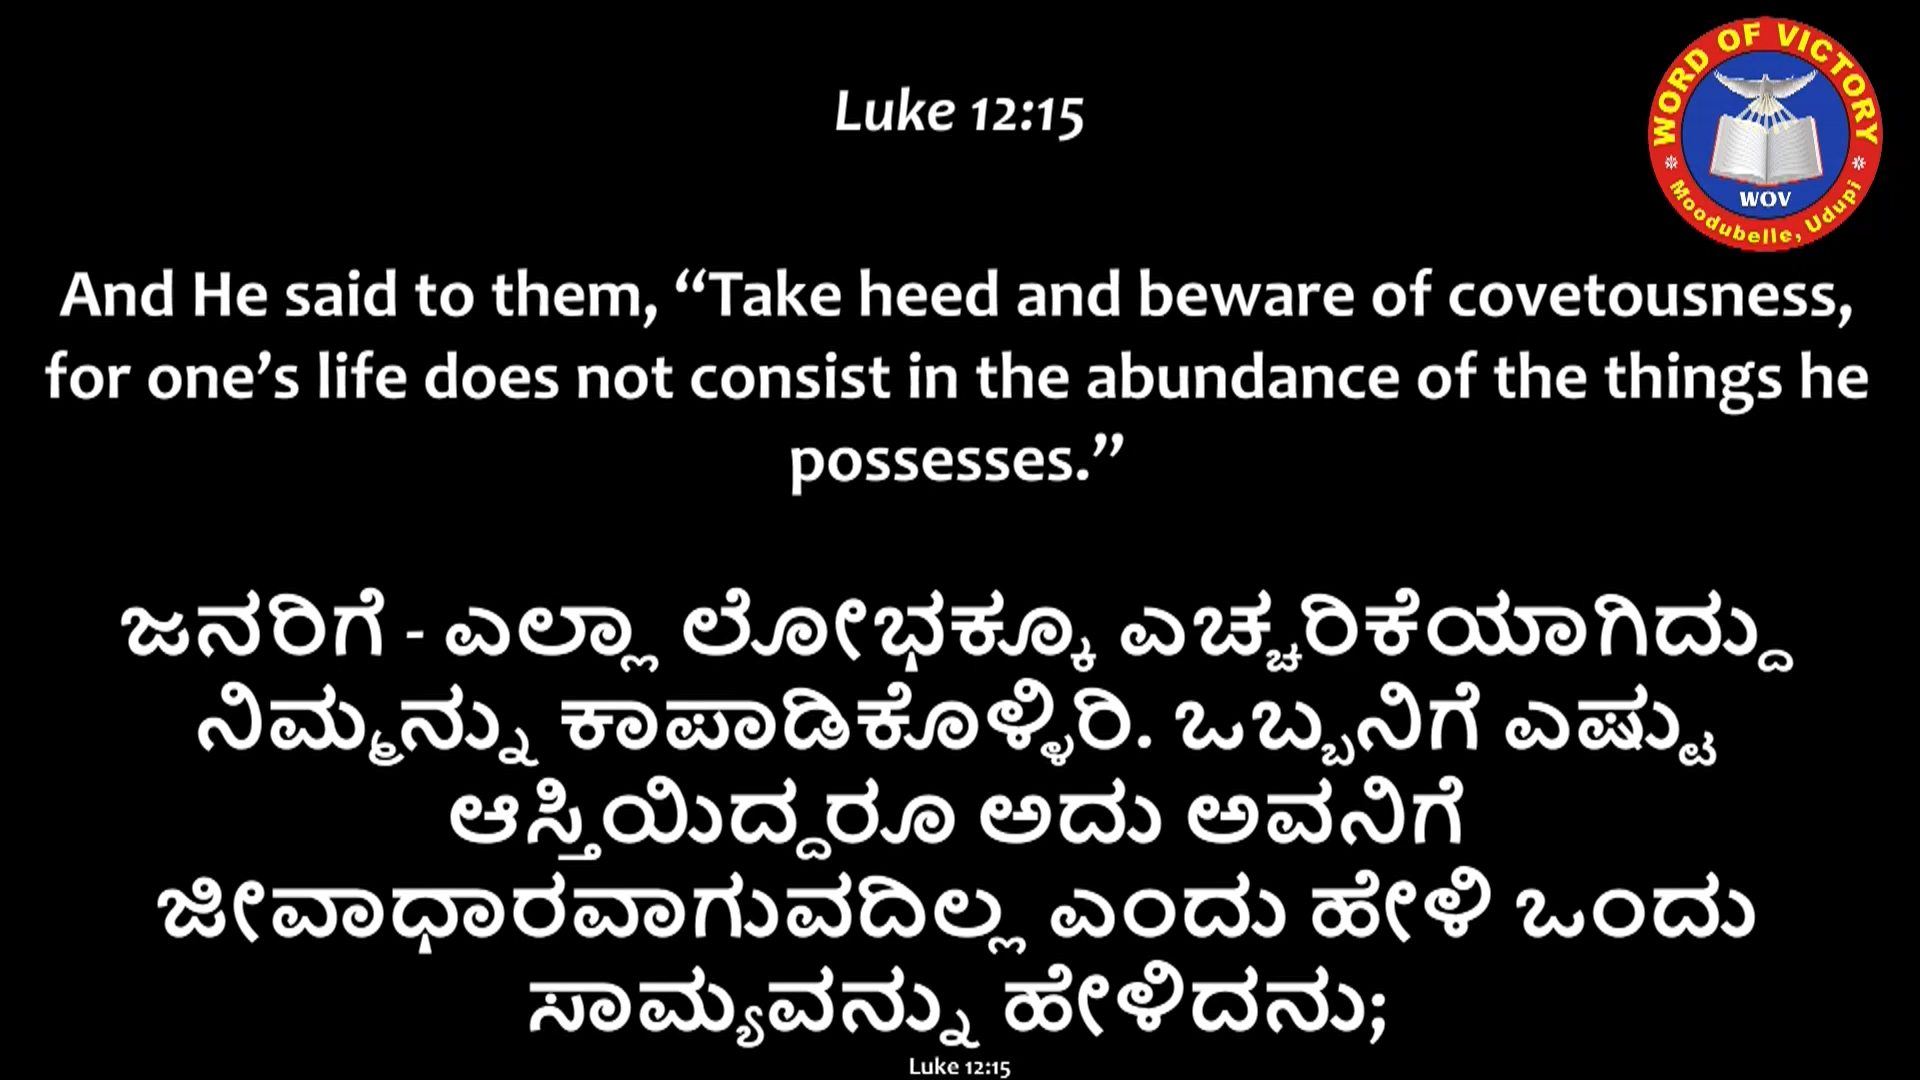 Luke 12:15
WORD OF VICTORY
WOV
Moodubelle, Udupi
And He said to them, “Take heed and beware of covetousness,
for one’s life does not consist in the abundance of the things he
possesses.”
ಜನರಿಗೆ - ಎಲ್ಲಾ ಲೋಭಕ್ಕೂ ಎಚ್ಚರಿಕೆಯಾಗಿದ್ದು
ನಿಮ್ಮನ್ನು ಕಾಪಾಡಿಕೊಳ್ಳಿರಿ. ಒಬ್ಬನಿಗೆ ಎಷ್ಟು
ಆಸ್ತಿಯಿದ್ದರೂ ಅದು ಅವನಿಗೆ
ಜೀವಾಧಾರವಾಗುವದಿಲ್ಲ ಎಂದು ಹೇಳಿ ಒಂದು
ಸಾಮ್ಯವನ್ನು ಹೇಳಿದನು;
Luke 12:15